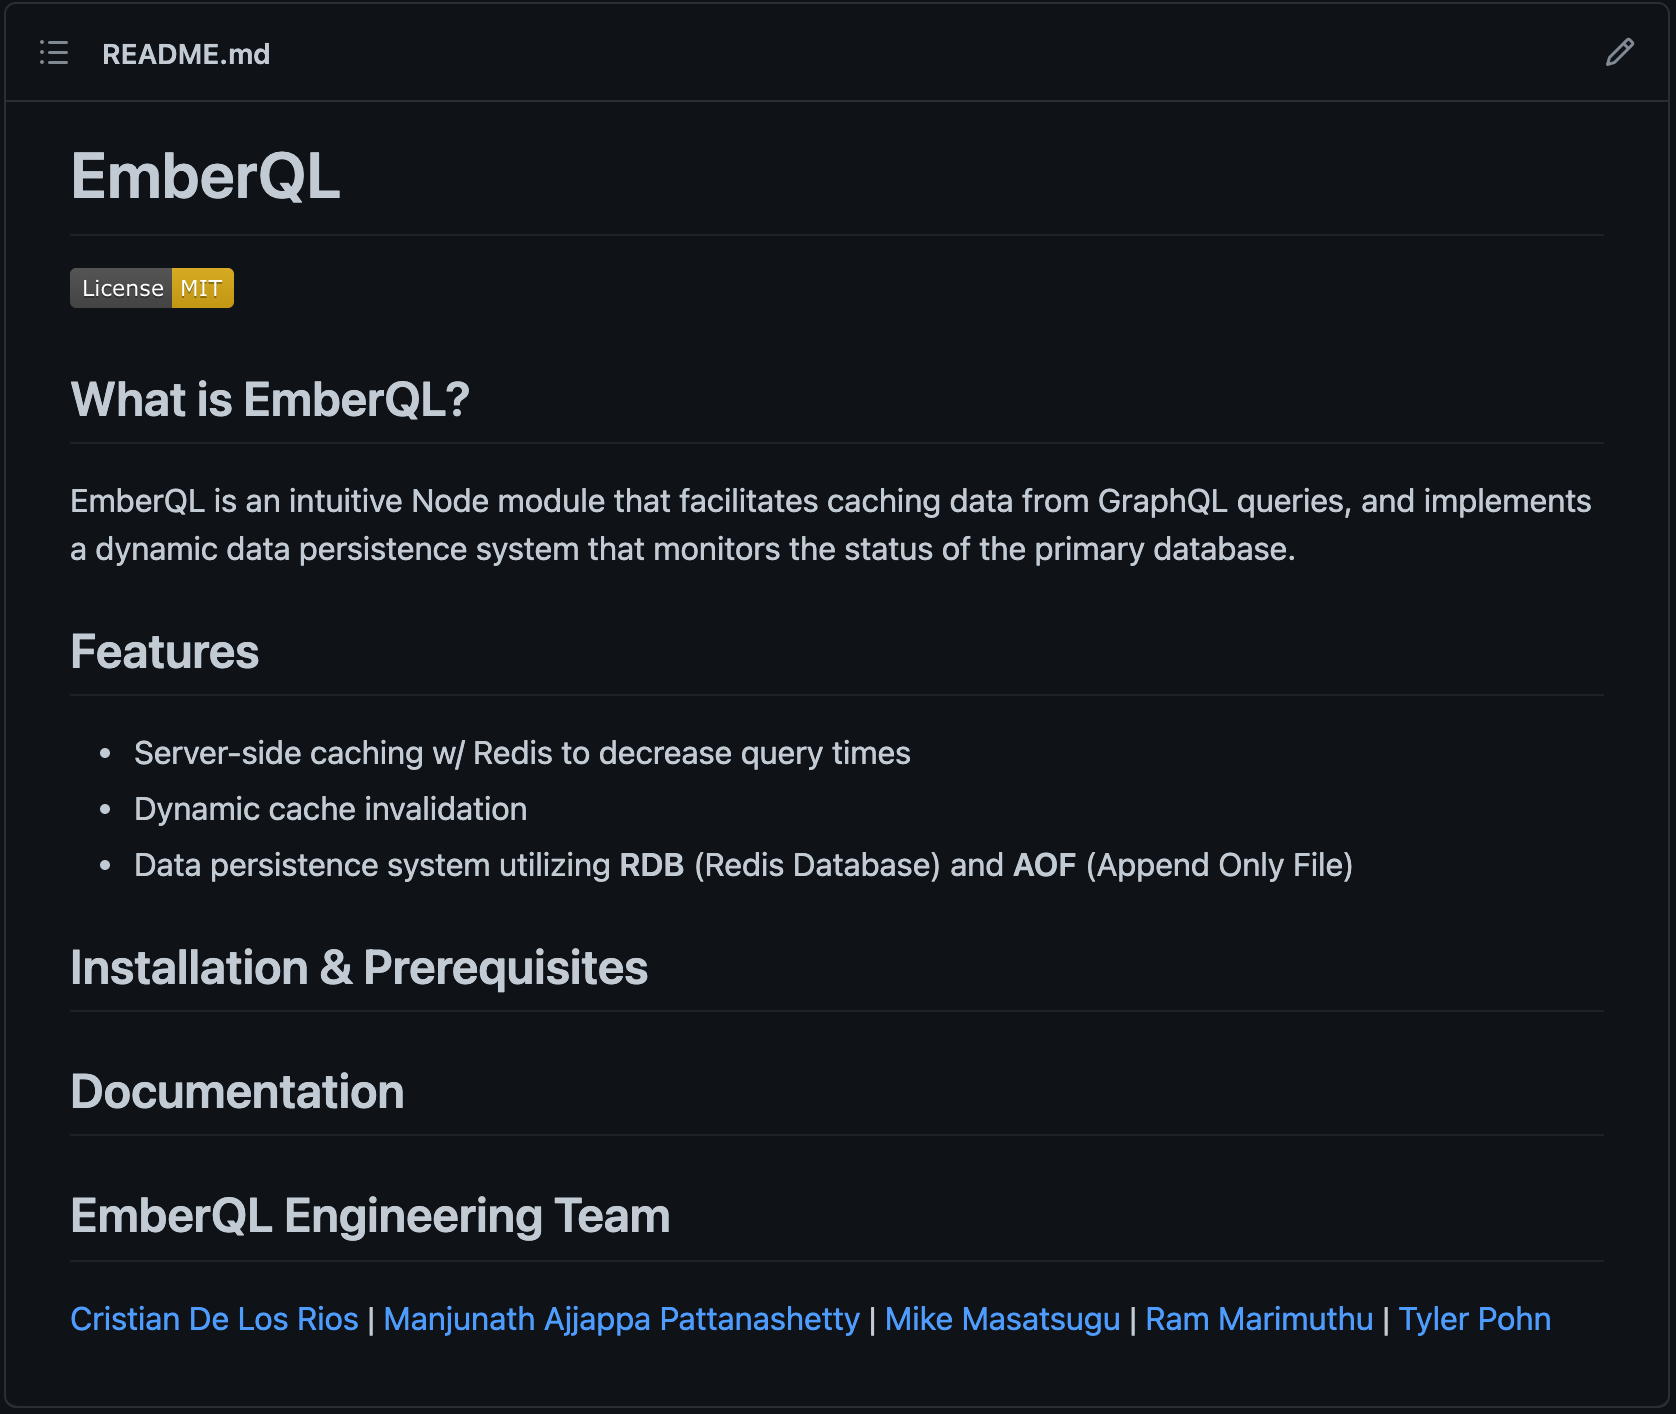 README.md
EmberQL
License MIT
What is EmberQL?
EmberQL is an intuitive Node module that facilitates caching data from GraphQL queries, and implements
a dynamic data persistence system that monitors the status of the primary database.
Features
• Server-side caching w/ Redis to decrease query times
• Dynamic cache invalidation
• Data persistence system utilizing RDB (Redis Database) and AOF (Append Only File)
Installation & Prerequisites
Documentation
EmberQL Engineering Team
Cristian De Los Rios | Manjunath Ajjappa Pattanashetty | Mike Masatsugu | Ram Marimuthu | Tyler Pohn